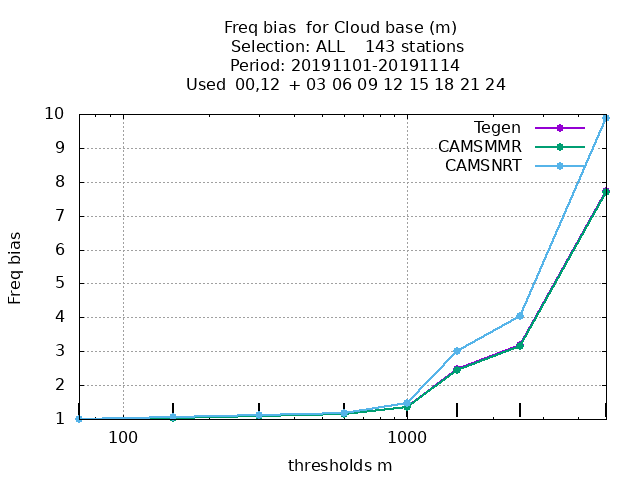 Freq bias  for Cloud base (m)
Selection: ALL    143 stations
Period: 20191101-20191114
Used  00,12  + 03 06 09 12 15 18 21 24
Tegen
CAMSMMR
CAMSNRT
Freq bias
10
9
8
7
6
5
4
3
2
1
100
1000
thresholds m